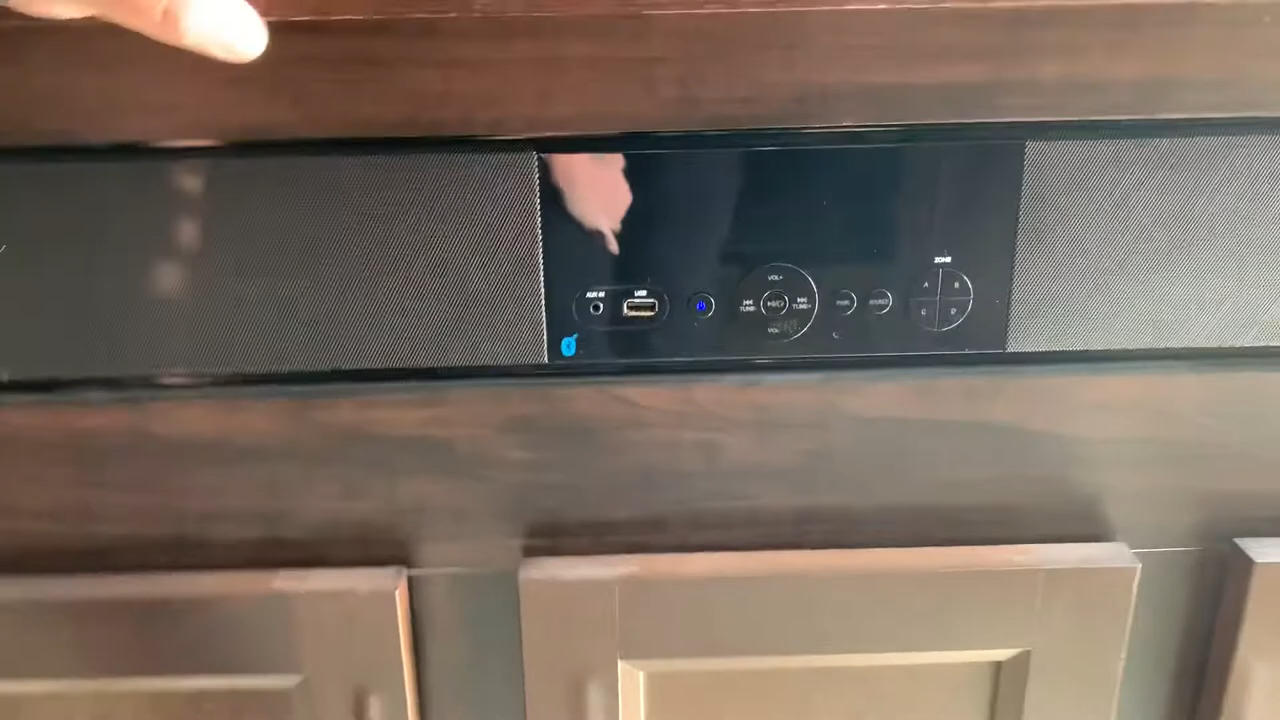 ZONE
VOL+
A B
AUX IN USB
TUNE- TUNE+
C D
VOL-